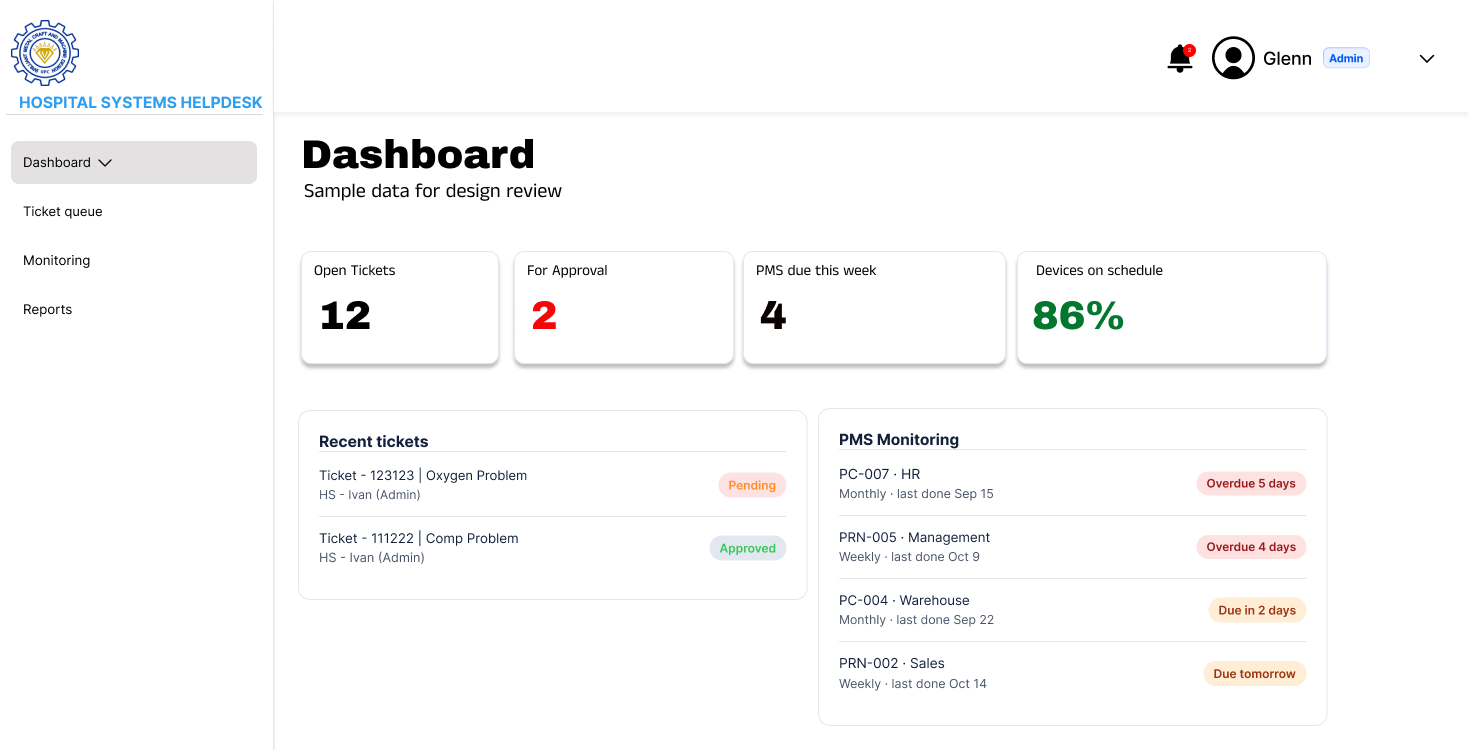 HOSPITAL SYSTEMS HELPDESK
Dashboard
Ticket queue
Monitoring
Reports
2
Glenn
Admin
Dashboard
Sample data for design review
Open Tickets
12
For Approval
2
PMS due this week
4
Devices on schedule
86%
Recent tickets
Ticket - 123123 | Oxygen Problem
HS - Ivan (Admin)
Pending
Ticket - 111222 | Comp Problem
HS - Ivan (Admin)
Approved
PMS Monitoring
PC-007 · HR
Monthly · last done Sep 15
Overdue 5 days
PRN-005 · Management
Weekly · last done Oct 9
Overdue 4 days
PC-004 · Warehouse
Monthly · last done Sep 22
Due in 2 days
PRN-002 · Sales
Weekly · last done Oct 14
Due tomorrow